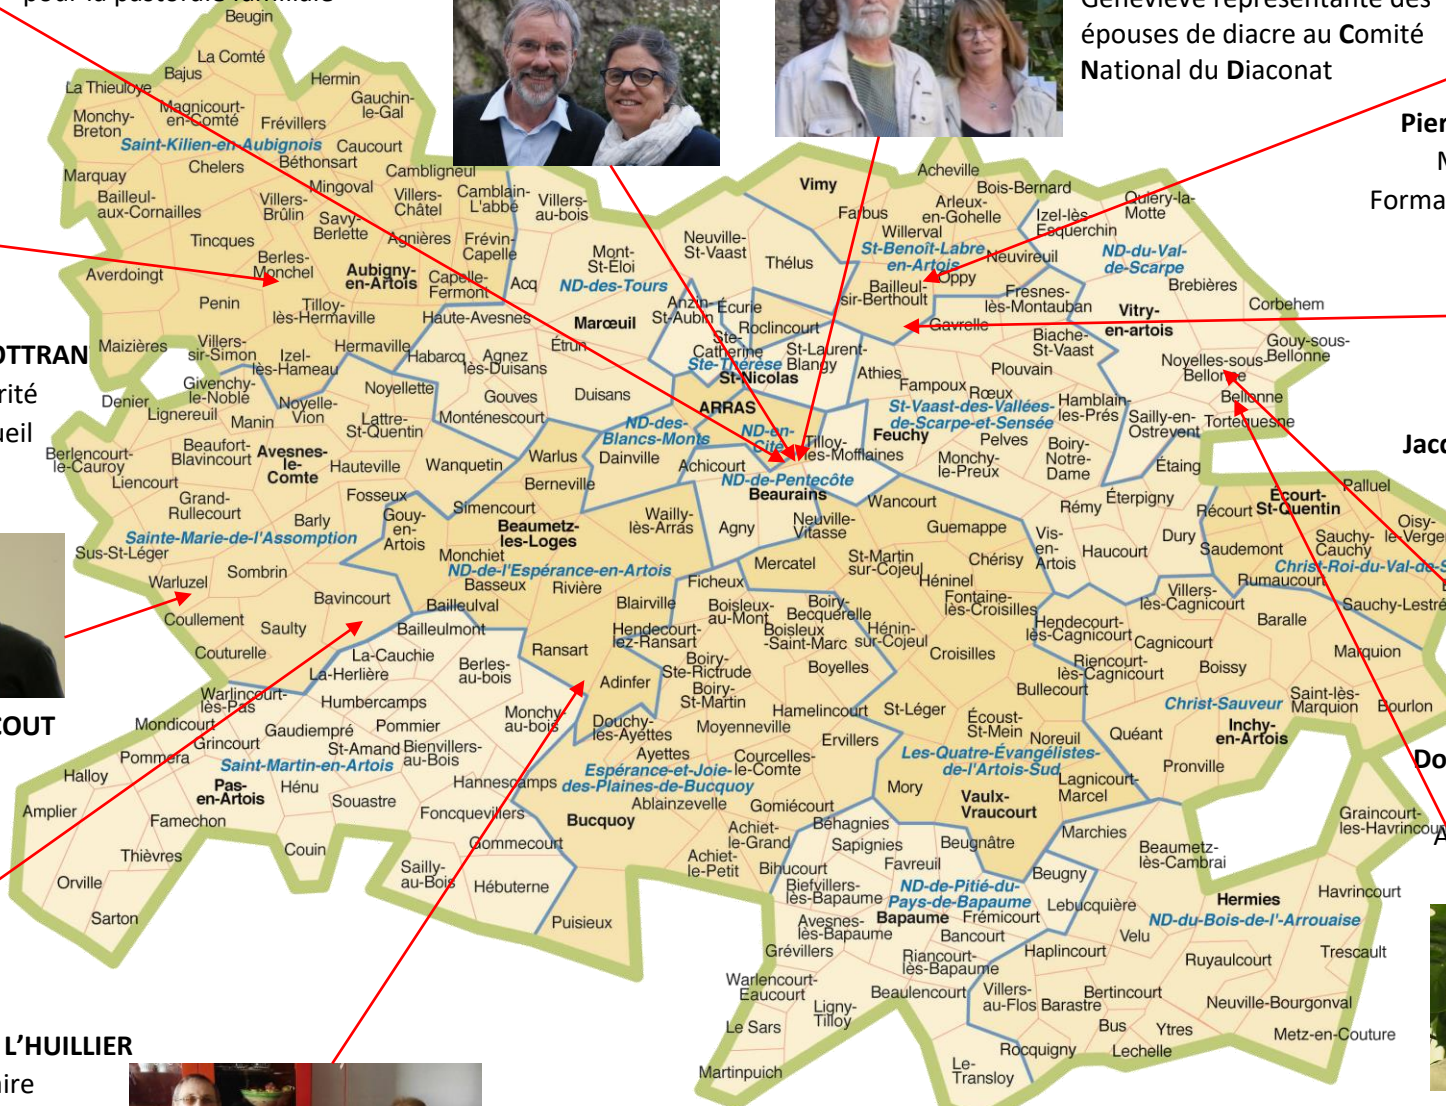 pour la pastorale familiale
Geneviève représentante des
épouses de diacre au Comité
National du Diaconat
Pier
M
Forma
OTTRAN
rité
ueil
Jacq
COUT
Do
A
L’HUILLIER
ire
Beugin
La Comté
Bajus
La Thieuloye
Hermin
Gauchin-
le-Gal
Magnicourt-
en-Comté
Monchy-
Breton
Frévillers
Saint-Kilien-en-Aubignois
Caucourt
Béthonsart
Chelers
Marquay
Cambligneul
Mingoval
Bailleul-
aux-Cornailles
Villers-
Brûlin
Villers-
Châtel
Camblain-
L'abbé
Savy-
Berlette
Tincques
Agnières
Frévin-
Capelle
Berles-
Monchel
Averdoingt
Aubigny-
en-Artois
Capelle-
Fermont
Penin
Tilloy-
lès-Hermaville
Haute-Avesnes
Maizières
Villers-
sir-Simon
Izel-
lès-Hameau
Hermaville
Villers-
au-bois
Mont-
St-Éloi
ND-des-Tours
Acq
Marœuil
Étrun
Habarcq
Agnez
lès-Duisans
Gouves
Duisans
Noyellette
Monténescourt
Neuville-
St-Vaast
Thélus
Vimy
Farbus
Acheville
Bois-Bernard
Arleux-
en-Gohelle
Willerval
St-Benoît-Labre
en-Artois
Neuvireuil
Oppy
Bailleul-
sir-Berthoult
Gavrelle
Fresnes-
lès-Montauban
Izel-lès-
Esquerchin
Quiery-la-
Motte
ND-du-Val-
de-Scarpe
Brebières
Vitry-
en-artois
Corbehem
Gouy-sous-
Bellonne
Noyelles-sous-
Bellonne
Bellonne
Tortequesne
Sailly-en-
Ostrevent
Étaing
Biache-
St-Vaast
Plouvain
Anzin-
St-Aubin
Écurie
Roclincourt
Ste-
Catherine
Ste-Thérèse
St-Laurent-
Blangy
St-Nicolas
Athies
Fampoux
Rœux
Hamblain-
les-Prés
St-Vaast-des-Vallées-
de-Scarpe-et-Sensée
ARRAS
ND-des-
Blancs-Monts
ND-en-
Cité
Tilloy-
les-Mofflaines
Feuchy
Pelves
Monchy-
le-Preux
Boiry-
Notre-
Dame
Dainville
Achicourt
ND-de-Pentecôte
Beaurains
Agny
Neuville-
Vitasse
Wancourt
Guemappe
Rémy
Éterpigny
Vis-
en-
Artois
Haucourt
Dury
Récourt
Écourt-
St-Quentin
Palluel
Saudemont
Sauchy-
Cauchy
Oisy-
le-Verger
Christ-Roi-du-Val-de-S
Rumaucourt
Sauchy-Lestré
Givenchy-
le-Noblé
Denier
Lignereuil
Manin
Noyelle-
Vion
Lattre-
St-Quentin
Beaufort-
Blavincourt
Avesnes-
le-
Comte
Berlencourt-
le-Cauroy
Hauteville
Wanquetin
Warlus
Liencourt
Grand-
Rullecourt
Fosseux
Barly
Berneville
Simencourt
Gouy-
en-
Artois
Beaumetz-
les-Loges
Wailly-
lès-Arras
Sainte-Marie-de-l'Assomption
Sus-St-Léger
Sombrin
Monchiet
ND-de-l'Espérance-en-Artois
Basseux
Rivière
Warluzel
Bavincourt
Bailleulval
Coullement
Saulty
Bailleulmont
Couturelle
La-Cauchie
La-Herlière
Berles-
au-bois
Ransart
Blairville
Ficheux
Mercatel
St-Martin
sur-Cojeul
Chérisy
Héninel
Fontaine-
lès-Croisilles
Boisleux-
au-Mont
Boiry-
Becquerelle
Hendecourt-
lez-Ransart
Boisleux
-Saint-Marc
Hénin-
sur-Cojeul
Croisilles
Adinfer
Boiry-
Ste-Rictrude
Boyelles
Boiry-
St-Martin
Bullecourt
Hendecourt-
lès-Cagnicourt
Riencourt-
lès-Cagnicourt
Villers-
lès-Cagnicourt
Cagnicourt
Baralle
Boissy
Marquion
Christ-Sauveur
Saint-lès-
Marquion
Bourlon
Inchy-
en-Artois
Quéant
Pronville
Warlincourt-
lès-Pas
Humbercamps
Mondicourt
Gaudiempré
Pommier
Monchy-
au-bois
Grincourt
Pommera
St-Amand
Bienvillers-
au-Bois
Saint-Martin-en-Artois
Halloy
Pas-
en-Artois
Hénu
Souastre
Hannescamps
Amplier
Famechon
Foncquevillers
Gommecourt
Thièvres
Couin
Orville
Sailly-
au-Bois
Hébuterne
Sarton
Douchy-
lès-Ayettes
Moyenneville
Hamelincourt
Ayettes
Courcelles-
le-Comte
Ervillers
Espérance-et-Joie-
des-Plaines-de-Bucquoy
Ablainzevelle
Gomiécourt
Bucquoy
Achiet-
le-Grand
Achiet-
le-Petit
Bihucourt
Puisieux
St-Léger
Écoust-
St-Mein
Noreuil
Les-Quatre-Évangélistes-
de-l'Artois-Sud
Lagnicourt-
Marcel
Mory
Vaulx-
Vraucourt
Béhagnies
Sapignies
Beugnâtre
Favreuil
Marchies
Beaumetz-
lès-Cambrai
Biefvillers-
lès-Bapaume
ND-de-Pitié-du-
Pays-de-Bapaume
Beugny
Lebucquière
Avesnes-
lès-Bapaume
Bapaume
Frémicourt
Bancourt
Grévillers
Haplincourt
Velu
Riancourt-
lès-Bapaume
Warlencourt-
Eaucourt
Beaulencourt
Ligny-
Tilloy
Le Sars
Martinpuich
Villers-
au-Flos
Barastre
Bertincourt
Bus
Ytres
Rocquigny
Lechelle
Le-
Transloy
Graincourt-
les-Havrincour
Havrincourt
Hermies
ND-du-Bois-de-l'-Arrouaise
Trescault
Ruyaulcourt
Neuville-Bourgonval
Metz-en-Couture